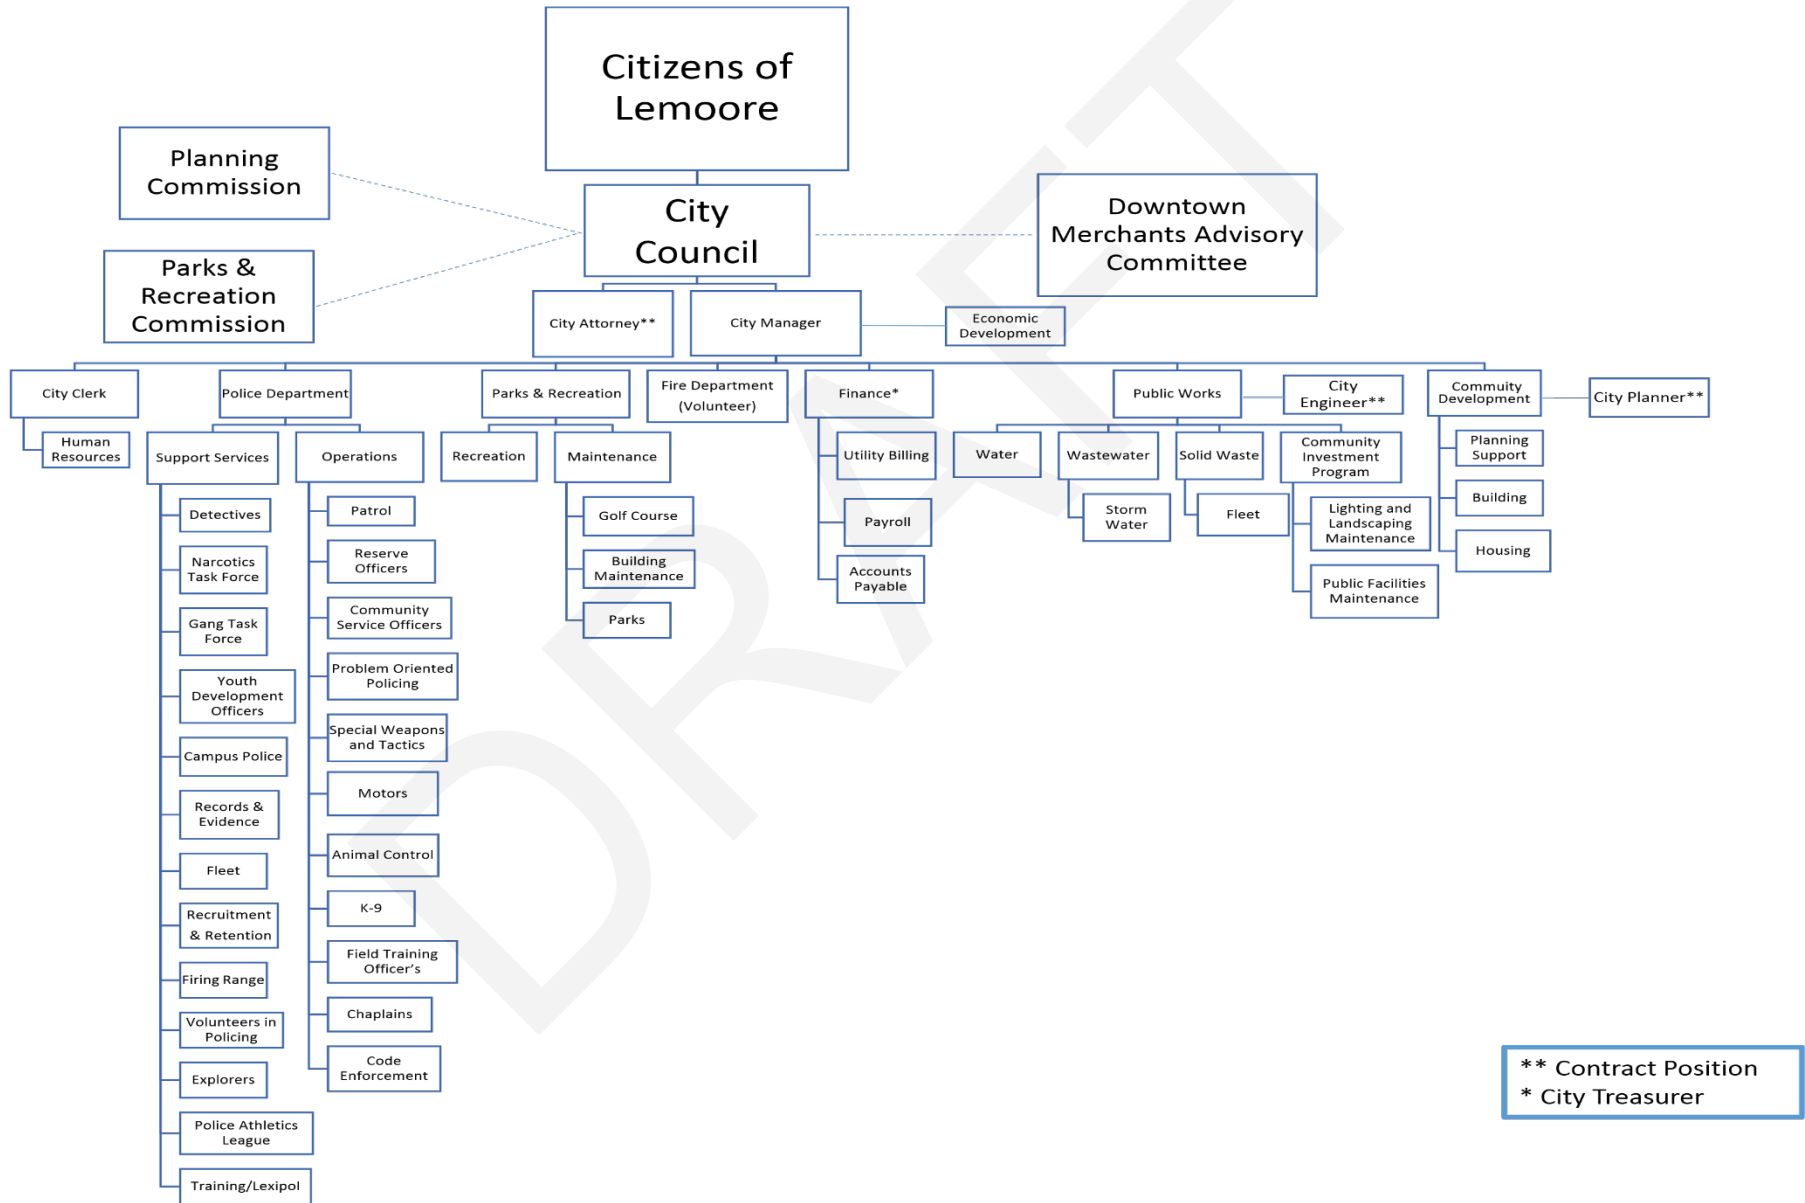 Citizens of
Lemoore
Planning
Commission
City
Council
Downtown
Merchants Advisory
Committee
Parks &
Recreation
Commission
City Attorney**
City Manager
Economic
Development
City Clerk
Human
Resources
Police Department
Support Services
Detectives
Narcotics
Task Force
Gang Task
Force
Youth
Development
Officers
Campus Police
Records &
Evidence
Fleet
Recruitment
& Retention
Firing Range
Volunteers in
Policing
Explorers
Police Athletics
League
Training/Lexipol
Operations
Patrol
Reserve
Officers
Community
Service Officers
Problem Oriented
Policing
Special Weapons
and Tactics
Motors
Animal Control
K-9
Field Training
Officer's
Chaplains
Code
Enforcement
Parks & Recreation
Recreation
Maintenance
Golf Course
Building
Maintenance
Parks
Fire Department
(Volunteer)
Finance*
Utility Billing
Payroll
Accounts
Payable
Public Works
City
Engineer**
Water
Wastewater
Storm
Water
Solid Waste
Fleet
Community
Investment
Program
Lighting and
Landscaping
Maintenance
Public Facilities
Maintenance
Commuity
Development
City Planner**
Planning
Support
Building
Housing
** Contract Position
* City Treasurer
DRAFT